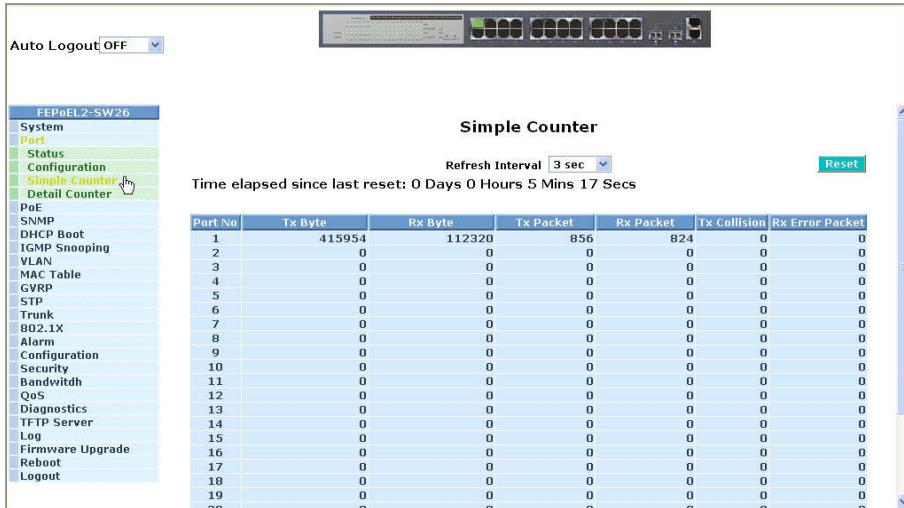 Auto Logout OFF
FEPoEL2-SW26
System
Port
Status
Configuration
Simple Counter
Detail Counter
PoE
SNMP
DHCP Boot
IGMP Snooping
VLAN
MAC Table
GVRP
STP
Trunk
802.1X
Alarm
Configuration
Security
Bandwitdh
QoS
Diagnostics
TFTP Server
Log
Firmware Upgrade
Reboot
Logout
Simple Counter
Refresh Interval 3 sec
Reset
Time elapsed since last reset: 0 Days 0 Hours 5 Mins 17 Secs
Port No Tx Byte Rx Byte Tx Packet Rx Packet Tx Collision Rx Error Packet
1 415954 112320 856 824 0 0
2 0 0 0 0 0 0
3 0 0 0 0 0 0
4 0 0 0 0 0 0
5 0 0 0 0 0 0
6 0 0 0 0 0 0
7 0 0 0 0 0 0
8 0 0 0 0 0 0
9 0 0 0 0 0 0
10 0 0 0 0 0 0
11 0 0 0 0 0 0
12 0 0 0 0 0 0
13 0 0 0 0 0 0
14 0 0 0 0 0 0
15 0 0 0 0 0 0
16 0 0 0 0 0 0
17 0 0 0 0 0 0
18 0 0 0 0 0 0
19 0 0 0 0 0 0